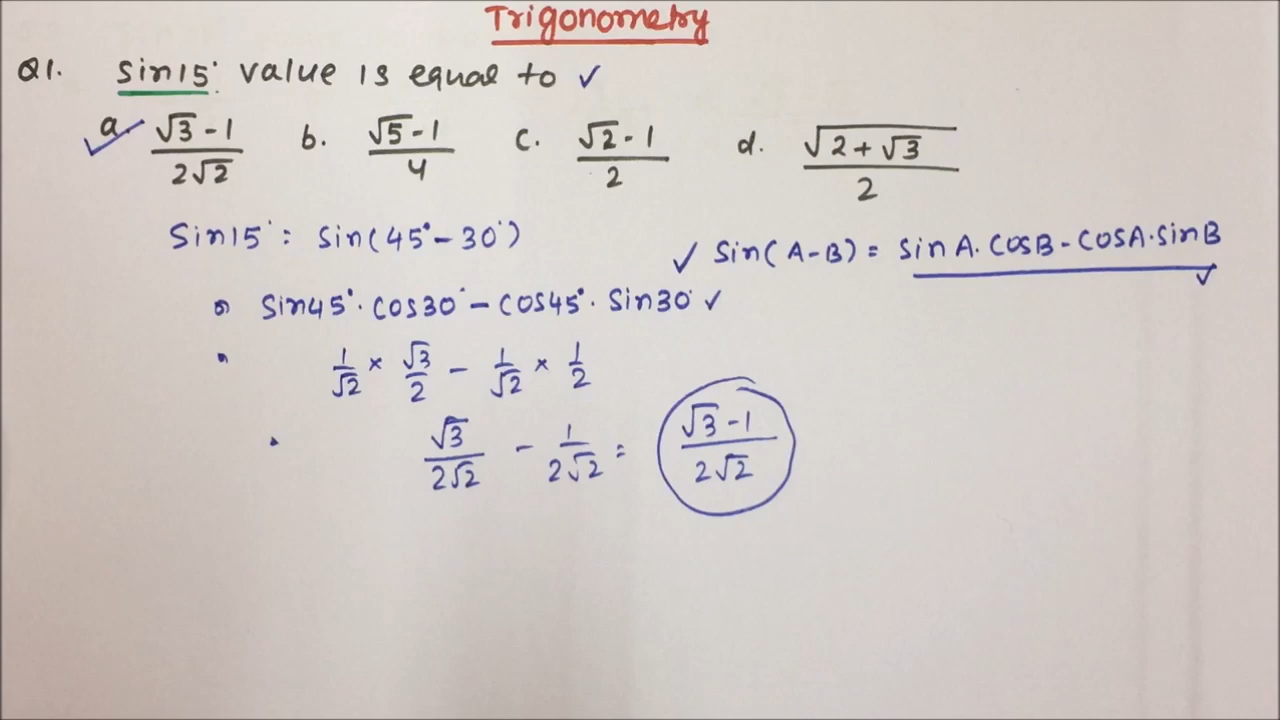 Trigonometry
Q1. Sin15° value is equal to ✓
a. (√3 - 1)/(2√2) b. (√5 - 1)/4 c. (√2 - 1)/2 d. √(2 + √3)/2
Sin15° = Sin(45° - 30°)
✓ Sin(A - B) = SinA · CosB - CosA · SinB
Sin45° · Cos30° - Cos45° · Sin30° ✓
1/√2 × √3/2 - 1/√2 × 1/2
√3/(2√2) - 1/(2√2) = (√3 - 1)/(2√2)